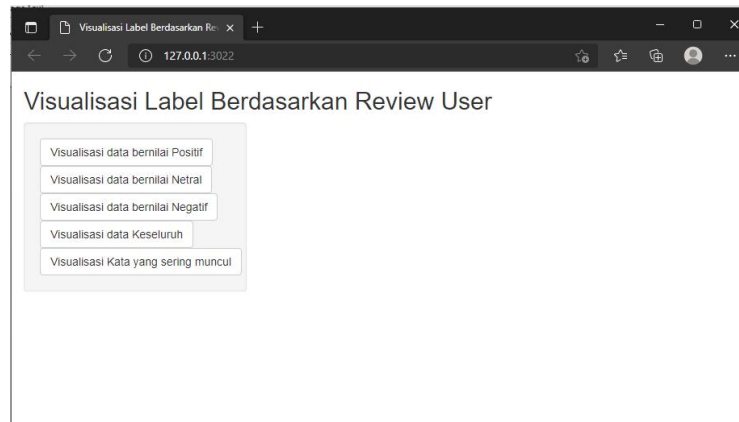 Visualisasi Label Berdasarkan Re
127.0.0.1:3022
Visualisasi Label Berdasarkan Review User
Visualisasi data bernilai Positif
Visualisasi data bernilai Netral
Visualisasi data bernilai Negatif
Visualisasi data Keseluruh
Visualisasi Kata yang sering muncul